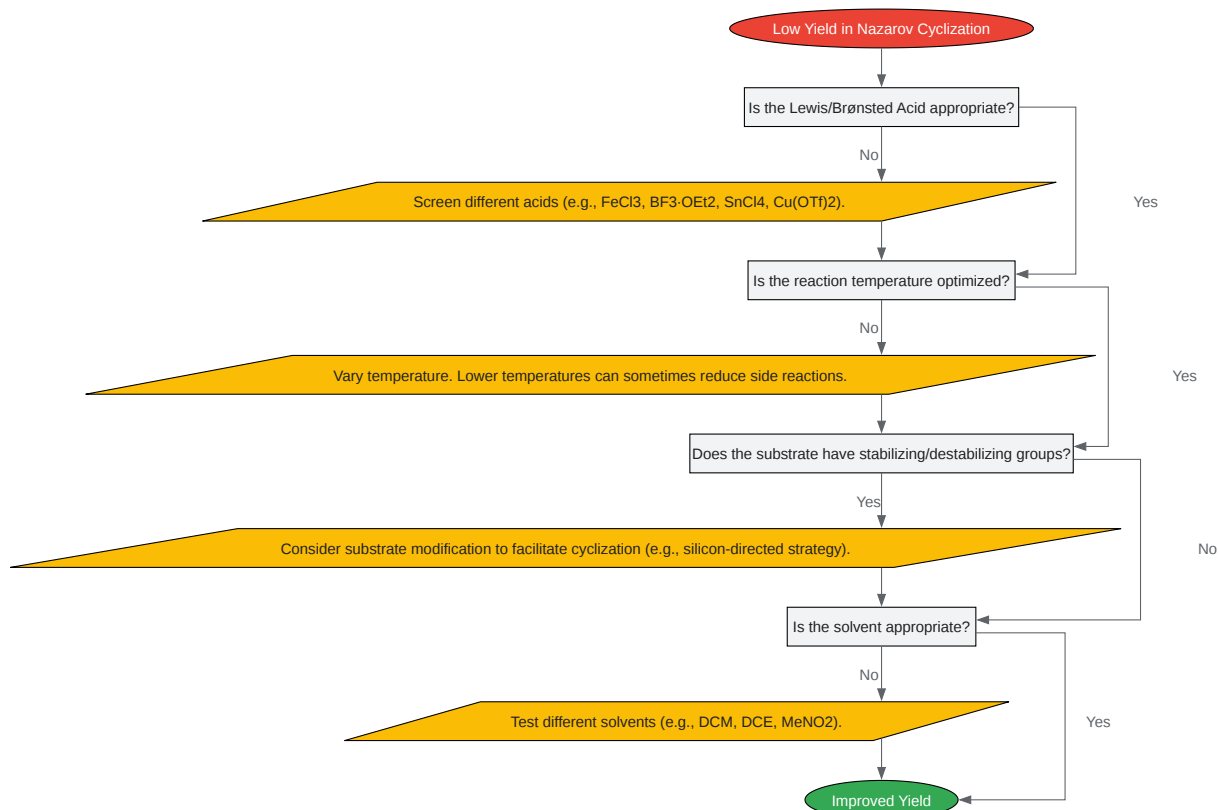 Low Yield in Nazarov Cyclization
Is the Lewis/Brønsted Acid appropriate?
No
Yes
Screen different acids (e.g., FeCl3, BF3·OEt2, SnCl4, Cu(OTf)2).
Is the reaction temperature optimized?
No
Yes
Vary temperature. Lower temperatures can sometimes reduce side reactions.
Does the substrate have stabilizing/destabilizing groups?
Yes
No
Consider substrate modification to facilitate cyclization (e.g., silicon-directed strategy).
Is the solvent appropriate?
No
Yes
Test different solvents (e.g., DCM, DCE, MeNO2).
Improved Yield